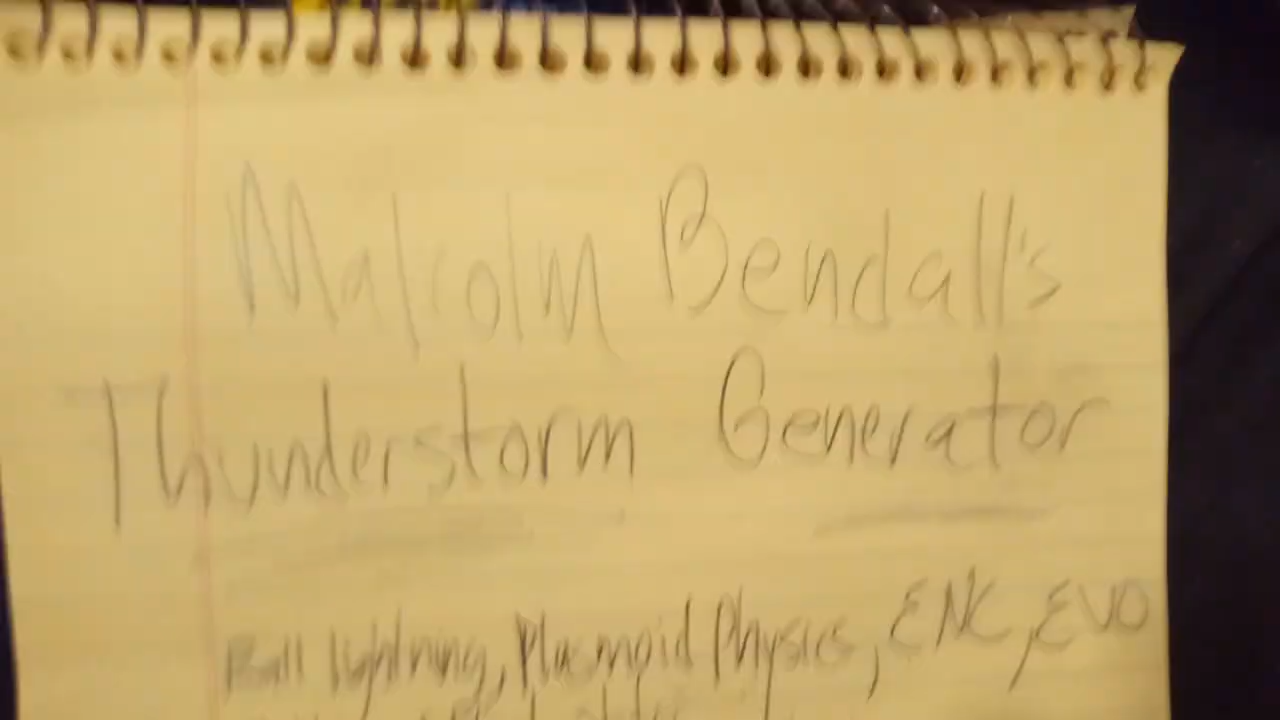 Malcolm Bendall's
Thunderstorm Generator
Ball lightning, Plasmoid Physics, ENC, EVO